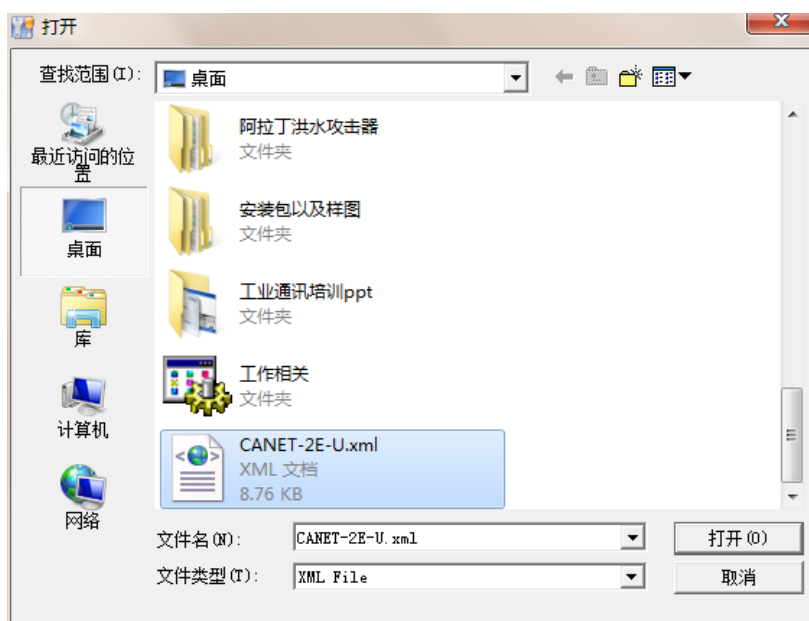 打开
查找范围(I):
桌面
最近访问的位
置
桌面
库
计算机
网络
阿拉丁洪水攻击器
文件夹
安装包以及样图
文件夹
工业通讯培训ppt
文件夹
工作相关
文件夹
CANET-2E-U.xml
XML 文档
8.76 KB
文件名(N):
CANET-2E-U.xml
打开(O)
文件类型(T):
XML File
取消